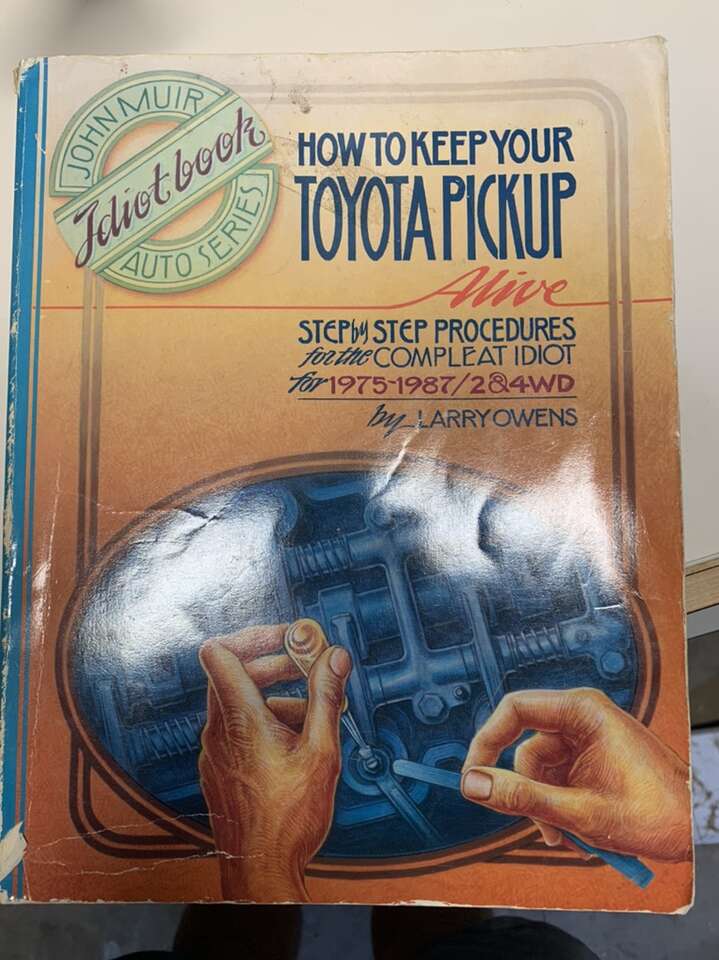 JOHN MUIR
Idiot book
AUTO SERIES
HOW TO KEEP YOUR
TOYOTA PICKUP
Alive
STEP by STEP PROCEDURES
for the COMPLEAT IDIOT
for 1975-1987/2&4WD
by LARRY OWENS